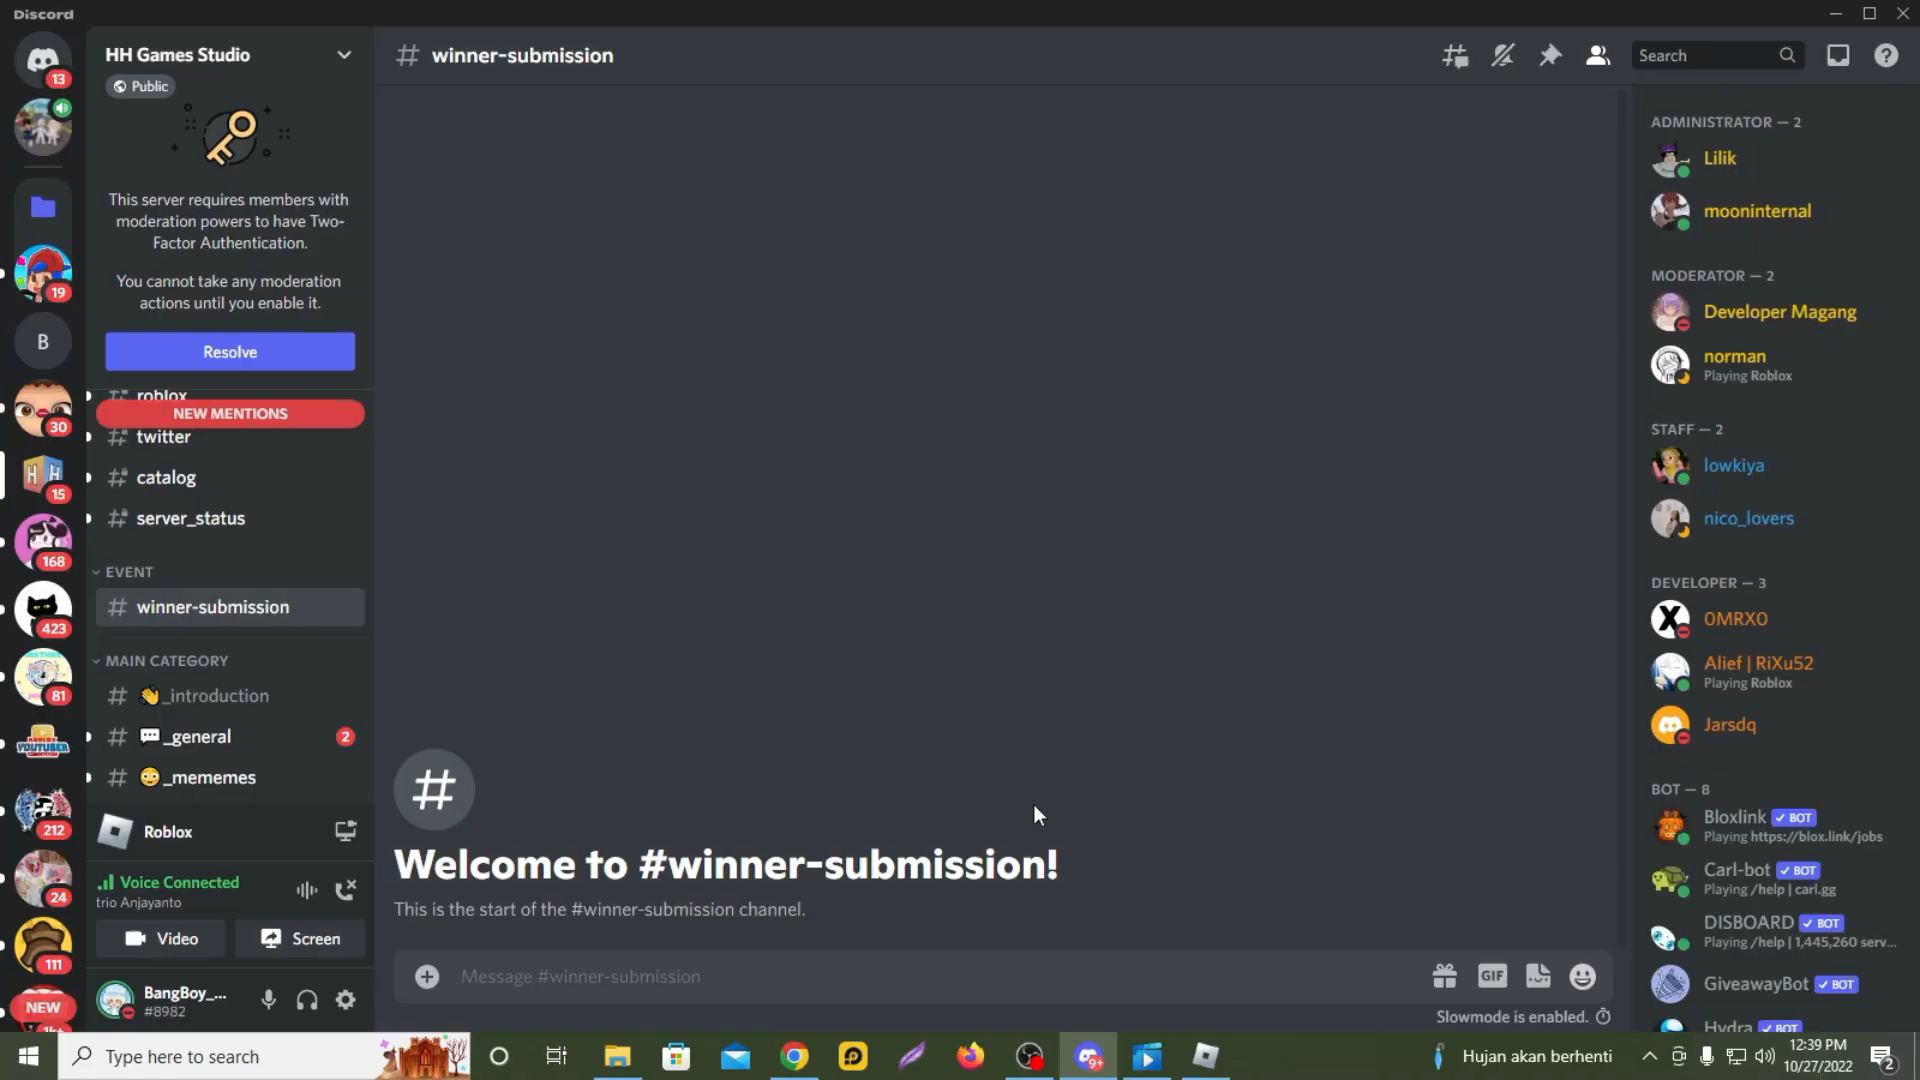 Discord
HH Games Studio
Public
This server requires members with
moderation powers to have Two-
Factor Authentication.
You cannot take any moderation
actions until you enable it.
Resolve
roblox
NEW MENTIONS
twitter
catalog
server_status
EVENT
winner-submission
MAIN CATEGORY
_introduction
_general
2
_mememes
Roblox
Voice Connected
trio Anjayanto
Video
Screen
BangBoy_...
#8982
13
19
B
30
H H
15
168
423
81
YOUTUBER
212
24
111
NEW
winner-submission
Search
Welcome to #winner-submission!
This is the start of the #winner-submission channel.
Message #winner-submission
GIF
Slowmode is enabled.
ADMINISTRATOR — 2
Lilik
mooninternal
MODERATOR — 2
Developer Magang
norman
Playing Roblox
STAFF — 2
lowkiya
nico_lovers
DEVELOPER — 3
0MRX0
Alief | RiXu52
Playing Roblox
Jarsdq
BOT — 8
Bloxlink BOT
Playing https://blox.link/jobs
Carl-bot BOT
Playing /help | carl.gg
DISBOARD BOT
Playing /help | 1,445,260 serv...
GiveawayBot BOT
Hydra BOT
Type here to search
9+
Hujan akan berhenti
12:39 PM
10/27/2022
2